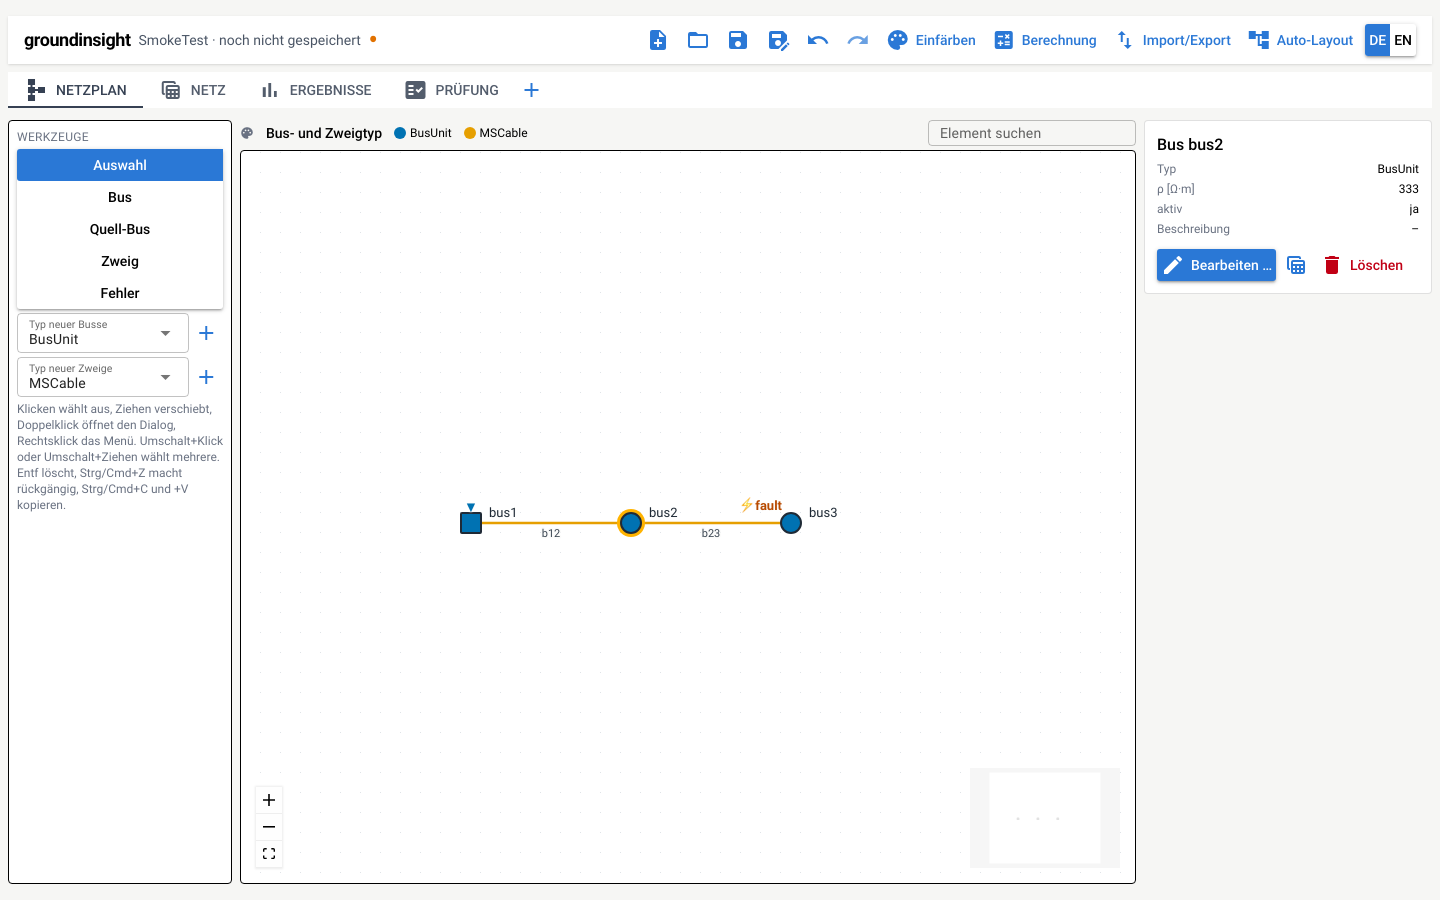 groundinsight SmokeTest · noch nicht gespeichert
Einfärben Berechnung Import/Export Auto-Layout DE EN
NETZPLAN NETZ ERGEBNISSE PRÜFUNG
WERKZEUGE
Auswahl
Bus
Quell-Bus
Zweig
Fehler
Typ neuer Busse
BusUnit
Typ neuer Zweige
MSCable
Klicken wählt aus, Ziehen verschiebt,
Doppelklick öffnet den Dialog,
Rechtsklick das Menü. Umschalt+Klick
oder Umschalt+Ziehen wählt mehrere.
Entf löscht, Strg/Cmd+Z macht
rückgängig, Strg/Cmd+C und +V
kopieren.
Bus- und Zweigtyp BusUnit MSCable
Element suchen
bus1 bus2 ⚡fault bus3
b12 b23
Bus bus2
Typ BusUnit
ρ [Ω·m] 333
aktiv ja
Beschreibung –
Bearbeiten ... Löschen